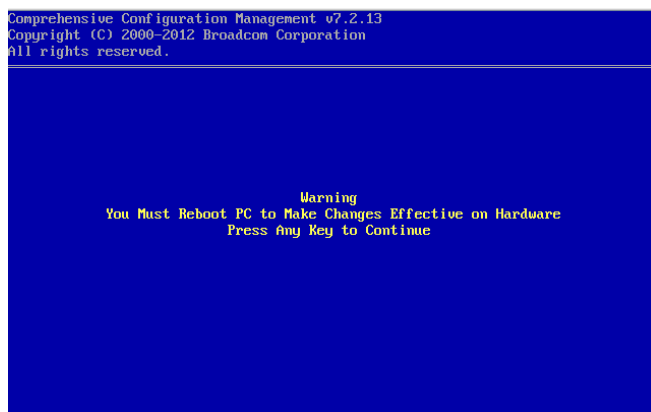 Comprehensive Configuration Management v7.2.13
Copyright (C) 2000-2012 Broadcom Corporation
All rights reserved.
Warning
You Must Reboot PC to Make Changes Effective on Hardware
Press Any Key to Continue